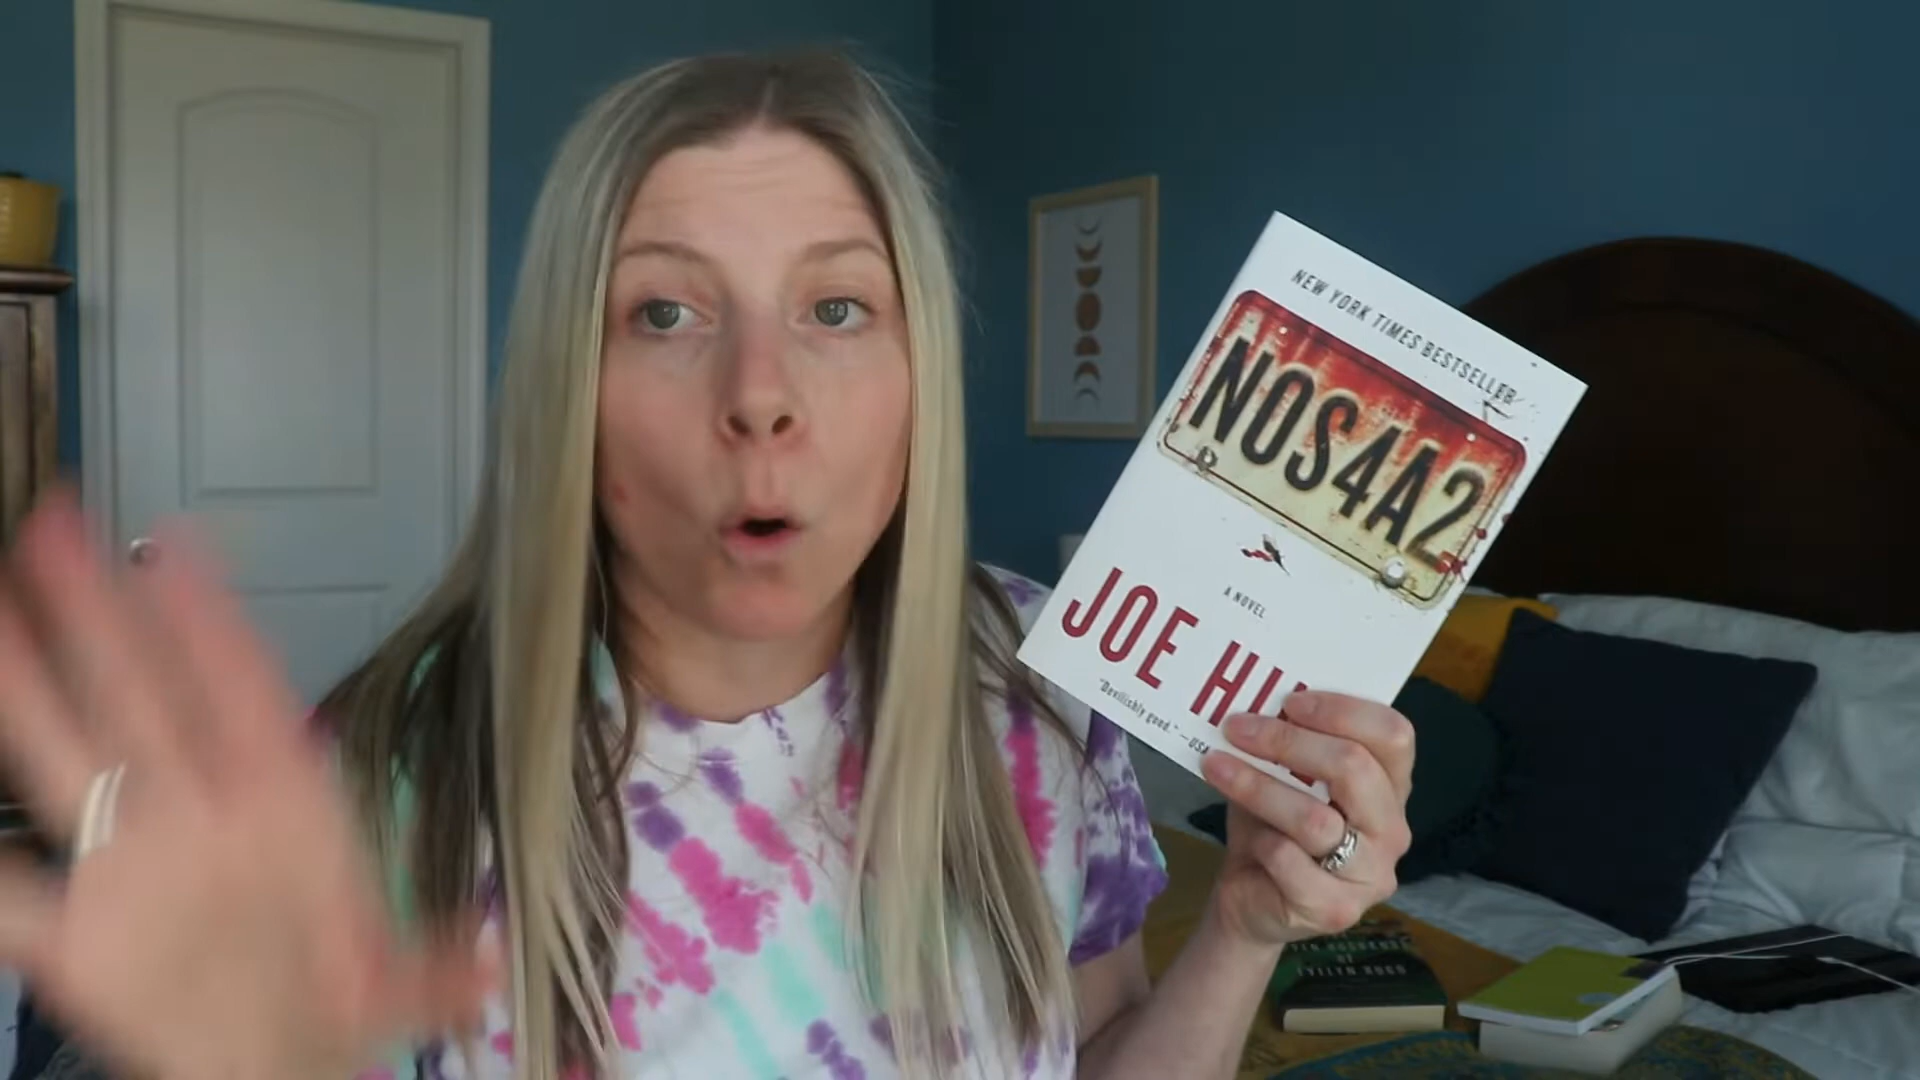 NEW YORK TIMES BESTSELLER
NOS4A2
A NOVEL
JOE HI
"Devilishly good." —USA